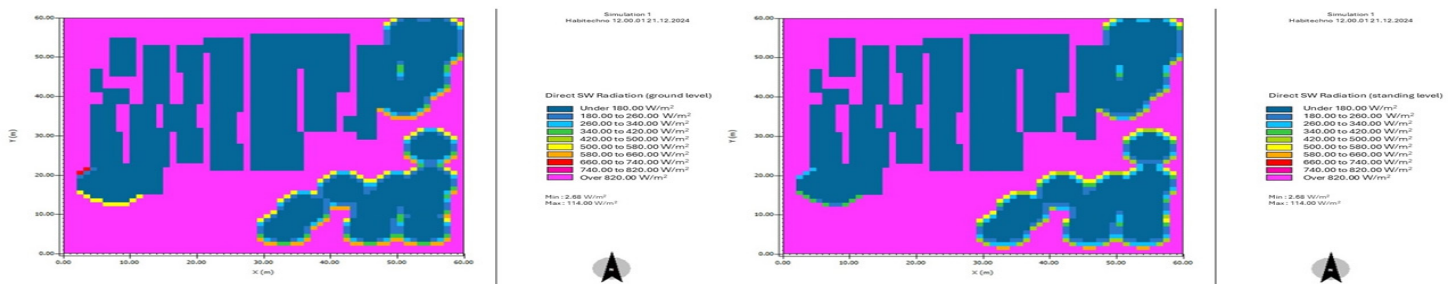 Simulation 1
Habitechno 12.00.01 21.12.2024
60.00
50.00
40.00
30.00
20.00
10.00
0.00
Y (m)
0.00 10.00 20.00 30.00 40.00 50.00 60.00
X (m)
Direct SW Radiation (ground level)
Under 180.00 W/m²
180.00 to 260.00 W/m²
260.00 to 340.00 W/m²
340.00 to 420.00 W/m²
420.00 to 500.00 W/m²
500.00 to 580.00 W/m²
580.00 to 660.00 W/m²
660.00 to 740.00 W/m²
740.00 to 820.00 W/m²
Over 820.00 W/m²
Min : 2.68 W/m²
Max : 114.00 W/m²
Simulation 1
Habitechno 12.00.01 21.12.2024
60.00
50.00
40.00
30.00
20.00
10.00
0.00
Y (m)
0.00 10.00 20.00 30.00 40.00 50.00 60.00
X (m)
Direct SW Radiation (standing level)
Under 180.00 W/m²
180.00 to 260.00 W/m²
260.00 to 340.00 W/m²
340.00 to 420.00 W/m²
420.00 to 500.00 W/m²
500.00 to 580.00 W/m²
580.00 to 660.00 W/m²
660.00 to 740.00 W/m²
740.00 to 820.00 W/m²
Over 820.00 W/m²
Min : 2.68 W/m²
Max : 114.00 W/m²